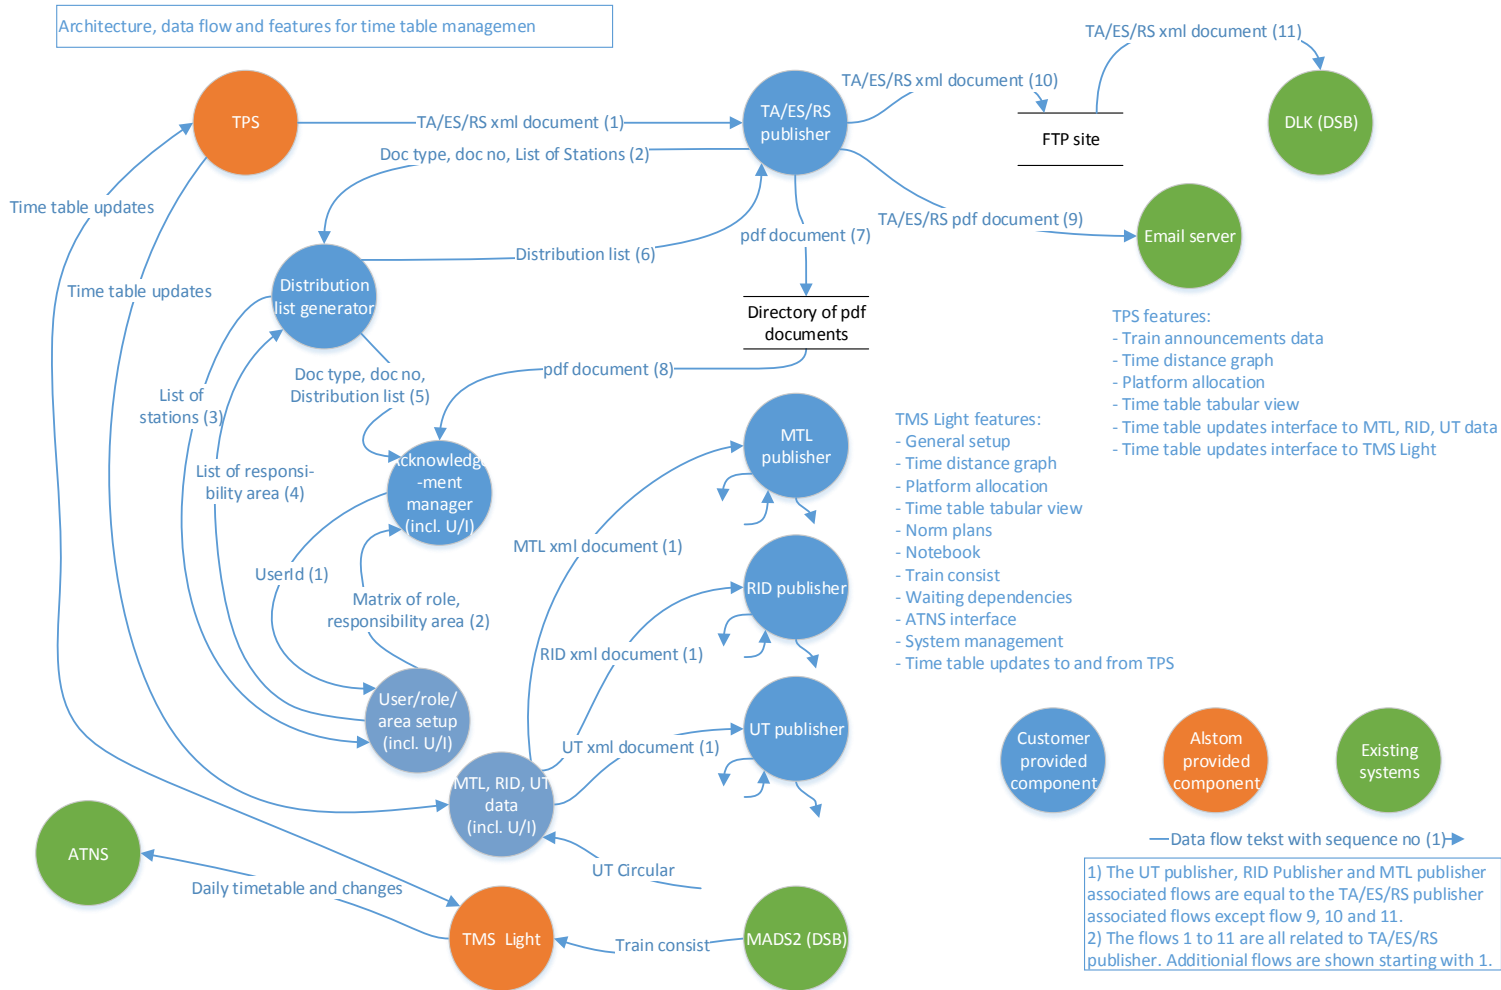 Architecture, data flow and features for time table managemen
TPS
TA/ES/RS xml document (1)
TA/ES/RS
publisher
TA/ES/RS xml document (10)
TA/ES/RS xml document (11)
FTP site
DLK (DSB)
Doc type, doc no, List of Stations (2)
Time table updates
TA/ES/RS pdf document (9)
Email server
pdf document (7)
Distribution list (6)
Time table updates
Distribution
list generator
Directory of pdf
documents
TPS features:
- Train announcements data
- Time distance graph
- Platform allocation
- Time table tabular view
- Time table updates interface to MTL, RID, UT data
- Time table updates interface to TMS Light
Doc type, doc no,
Distribution list (5)
pdf document (8)
List of
stations (3)
List of responsi-
bility area (4)
Acknowledge
-ment
manager
(incl. U/I)
MTL
publisher
TMS Light features:
- General setup
- Time distance graph
- Platform allocation
- Time table tabular view
- Norm plans
- Notebook
- Train consist
- Waiting dependencies
- ATNS interface
- System management
- Time table updates to and from TPS
MTL xml document (1)
UserId (1)
Matrix of role,
responsibility area (2)
RID publisher
RID xml document (1)
User/role/
area setup
(incl. U/I)
UT publisher
UT xml document (1)
MTL, RID, UT
data
(incl. U/I)
Customer
provided
component
Alstom
provided
component
Existing
systems
Data flow tekst with sequence no (1)
ATNS
UT Circular
Daily timetable and changes
TMS Light
Train consist
MADS2 (DSB)
1) The UT publisher, RID Publisher and MTL publisher
associated flows are equal to the TA/ES/RS publisher
associated flows except flow 9, 10 and 11.
2) The flows 1 to 11 are all related to TA/ES/RS
publisher. Additionial flows are shown starting with 1.